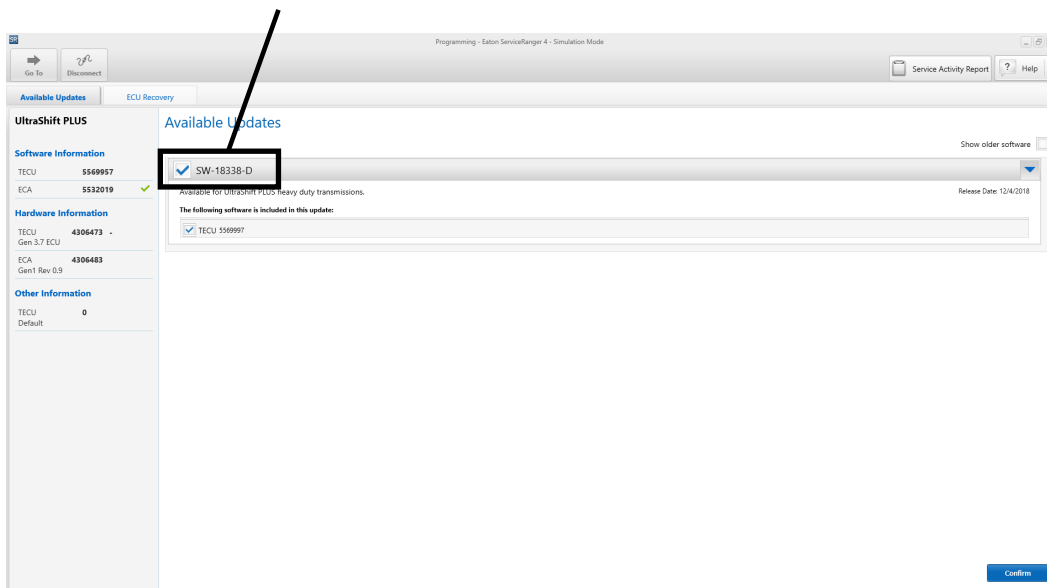 SR
Programming - Eaton ServiceRanger 4 - Simulation Mode
Go To
Disconnect
Service Activity Report
? Help
Available Updates
ECU Recovery
UltraShift PLUS
Software Information
TECU 5569957
ECA 5532019
Hardware Information
TECU 4306473 -
Gen 3.7 ECU
ECA 4306483
Gen1 Rev 0.9
Other Information
TECU 0
Default
Available Updates
Show older software
SW-18338-D
Available for UltraShift PLUS heavy duty transmissions.
Release Date: 12/4/2018
The following software is included in this update:
TECU 5569997
Confirm